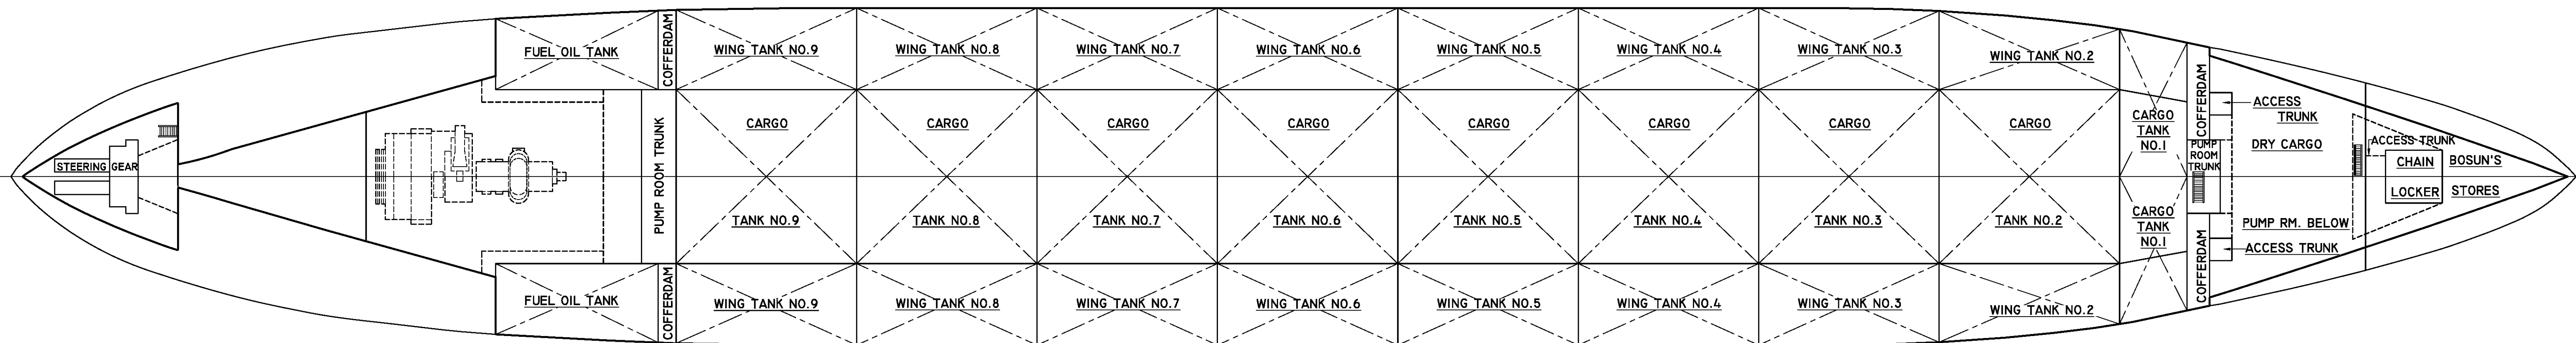 FUEL OIL TANK
COFFERDAM
WING TANK NO.9
WING TANK NO.8
WING TANK NO.7
WING TANK NO.6
WING TANK NO.5
WING TANK NO.4
WING TANK NO.3
WING TANK NO.2
COFFERDAM
ACCESS
TRUNK
STEERING GEAR
PUMP ROOM TRUNK
CARGO
TANK NO.9
CARGO
TANK NO.8
CARGO
TANK NO.7
CARGO
TANK NO.6
CARGO
TANK NO.5
CARGO
TANK NO.4
CARGO
TANK NO.3
CARGO
TANK NO.2
CARGO
TANK
NO.1
PUMP
ROOM
TRUNK
DRY CARGO
ACCESS TRUNK
CHAIN
LOCKER
BOSUN'S
STORES
CARGO
TANK
NO.1
PUMP RM. BELOW
ACCESS TRUNK
FUEL OIL TANK
COFFERDAM
WING TANK NO.9
WING TANK NO.8
WING TANK NO.7
WING TANK NO.6
WING TANK NO.5
WING TANK NO.4
WING TANK NO.3
WING TANK NO.2
COFFERDAM